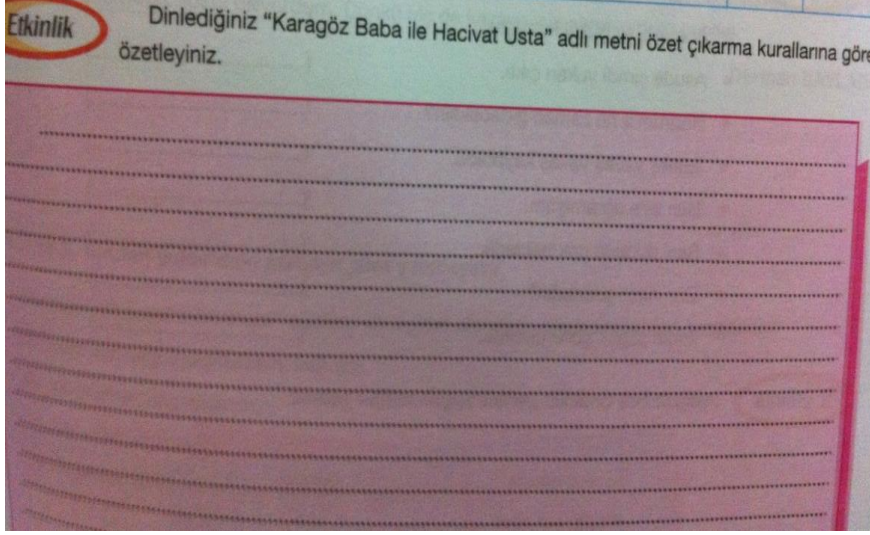 Etkinlik
Dinlediğiniz “Karagöz Baba ile Hacivat Usta” adlı metni özet çıkarma kurallarına göre
özetleyiniz.